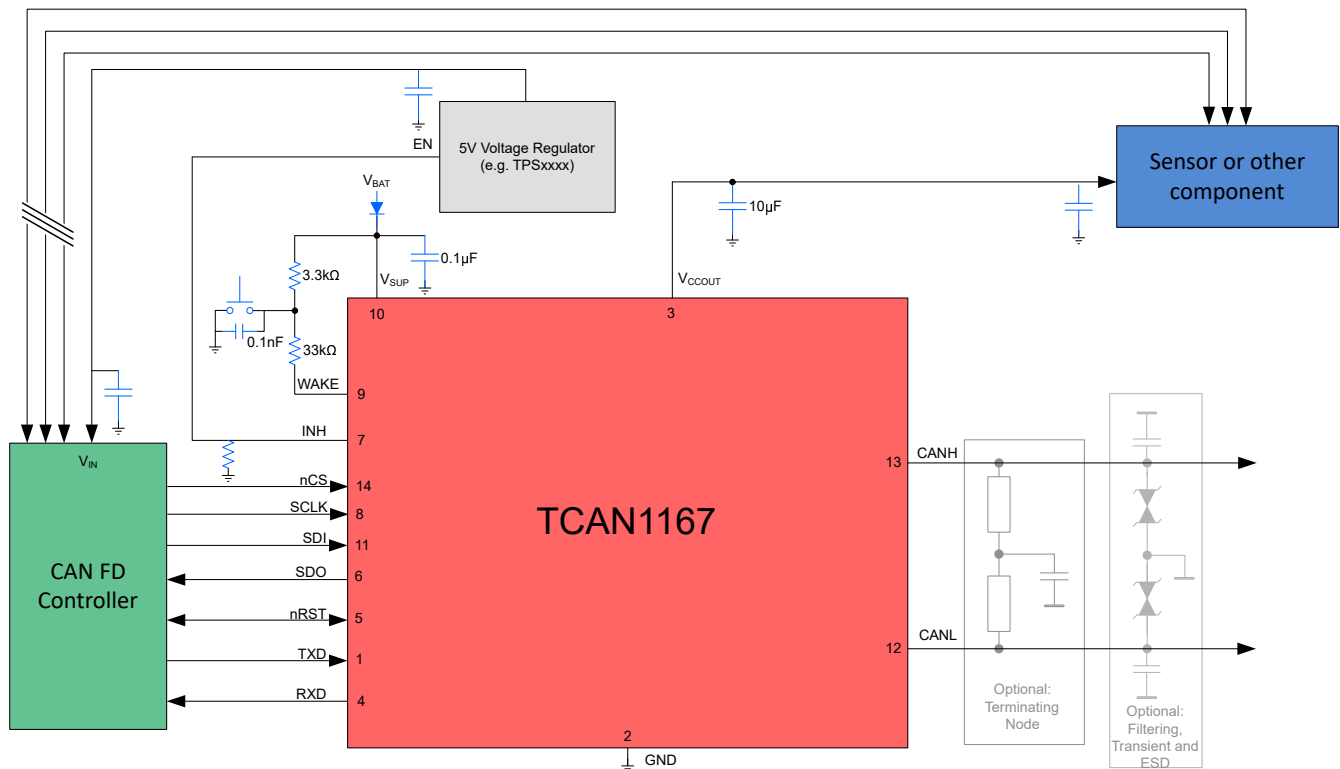 EN
5V Voltage Regulator
(e.g. TPSxxxx)
Sensor or other
component
VBAT
10µF
3.3kΩ
0.1µF
VSUP
VCCOUT
10
3
0.1nF
33kΩ
WAKE
9
INH
7
VIN
CANH
13
nCS
14
SCLK
8
TCAN1167
SDI
11
CAN FD
Controller
SDO
6
nRST
5
CANL
12
TXD
1
RXD
4
Optional:
Terminating
Node
Optional:
Filtering,
Transient and
ESD
2
GND